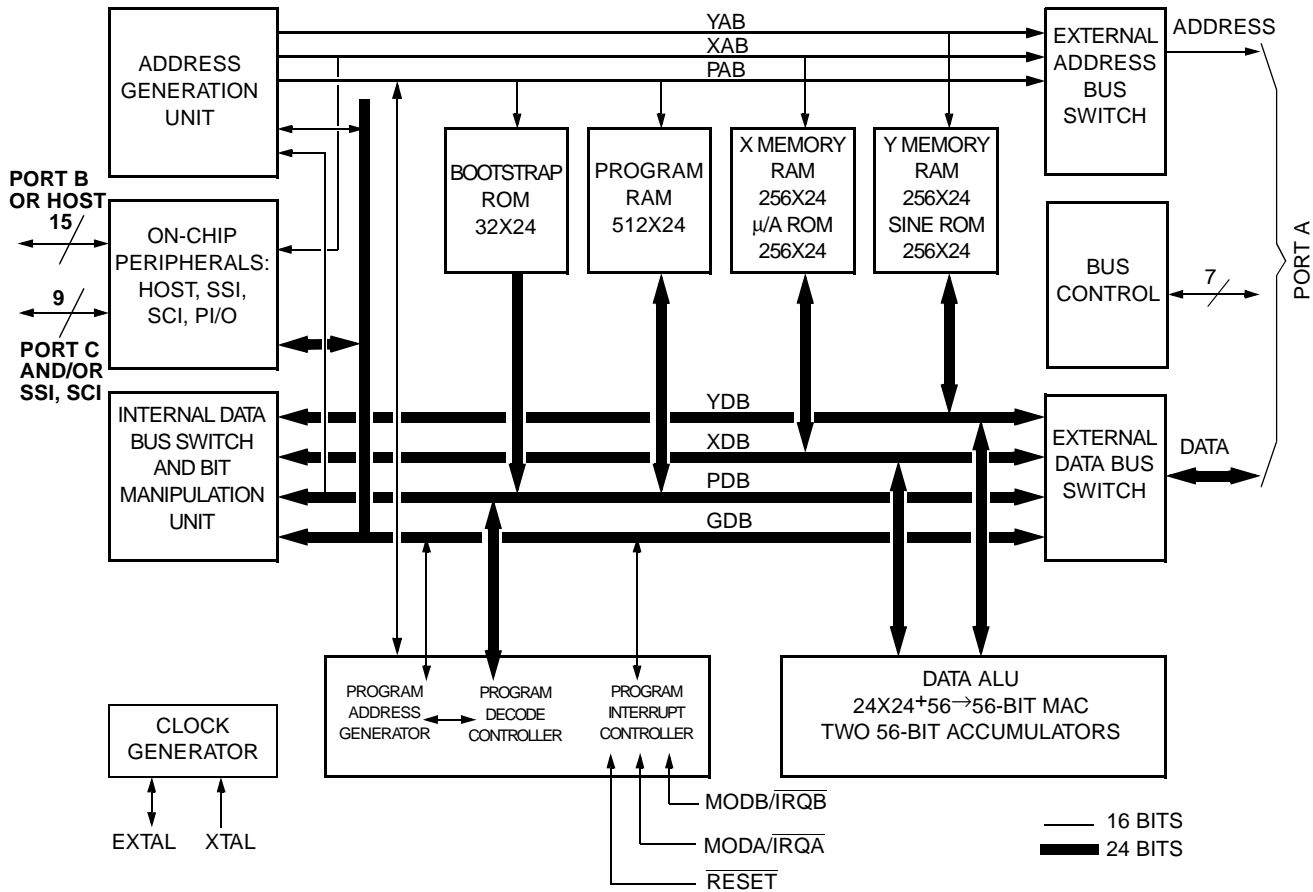 YAB
XAB
PAB
ADDRESS
GENERATION
UNIT
EXTERNAL
ADDRESS
BUS
SWITCH
ADDRESS
PORT B
OR HOST
15
ON-CHIP
PERIPHERALS:
HOST, SSI,
SCI, PI/O
9
PORT C
AND/OR
SSI, SCI
BOOTSTRAP
ROM
32X24
PROGRAM
RAM
512X24
X MEMORY
RAM
256X24
µ/A ROM
256X24
Y MEMORY
RAM
256X24
SINE ROM
256X24
BUS
CONTROL
7
PORT A
INTERNAL DATA
BUS SWITCH
AND BIT
MANIPULATION
UNIT
YDB
XDB
PDB
GDB
EXTERNAL
DATA BUS
SWITCH
DATA
PROGRAM
ADDRESS
GENERATOR
PROGRAM
DECODE
CONTROLLER
PROGRAM
INTERRUPT
CONTROLLER
DATA ALU
24X24+56→56-BIT MAC
TWO 56-BIT ACCUMULATORS
CLOCK
GENERATOR
EXTAL
XTAL
MODB/IRQB
MODA/IRQA
RESET
16 BITS
24 BITS